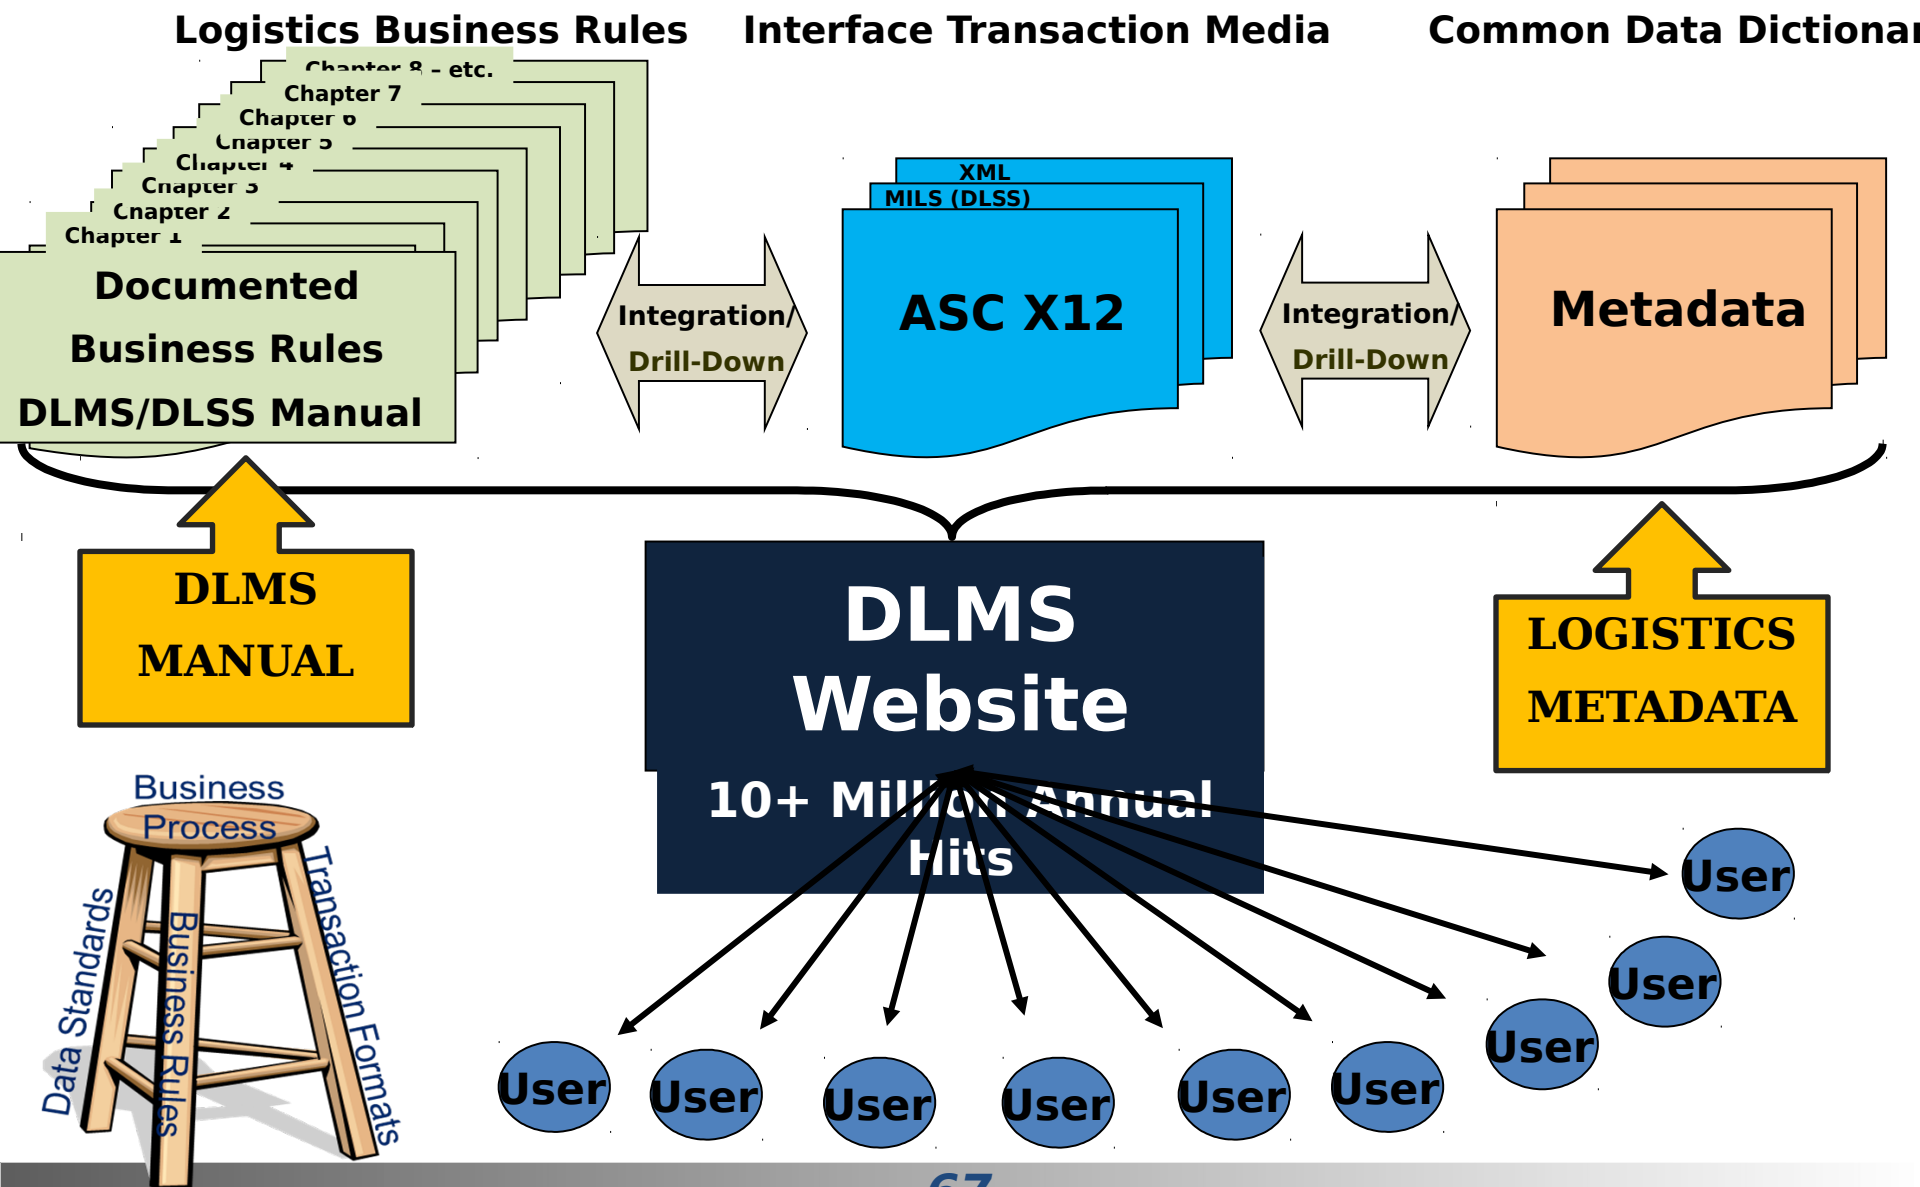 Logistics Business Rules
Interface Transaction Media
Common Data Dictionar
Chapter 8 – etc.
Chapter 7
Chapter 6
Chapter 5
Chapter 4
Chapter 3
Chapter 2
Chapter 1
Documented
Business Rules
DLMS/DLSS Manual
Integration/
Drill-Down
XML
MILS (DLSS)
ASC X12
Integration/
Drill-Down
Metadata
DLMS
MANUAL
DLMS
Website
10+ Million Annual
Hits
LOGISTICS
METADATA
Business
Process
Data Standards
Business Rules
Transaction Formats
User
User
User
User
User
User
User
User
User
67